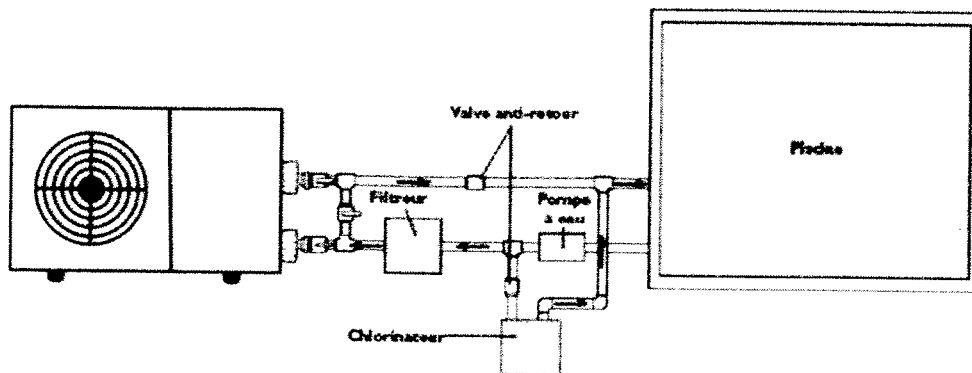 Valve anti-retour
Piscine
Filtreur
Pompe
à eau
Chlorinateur